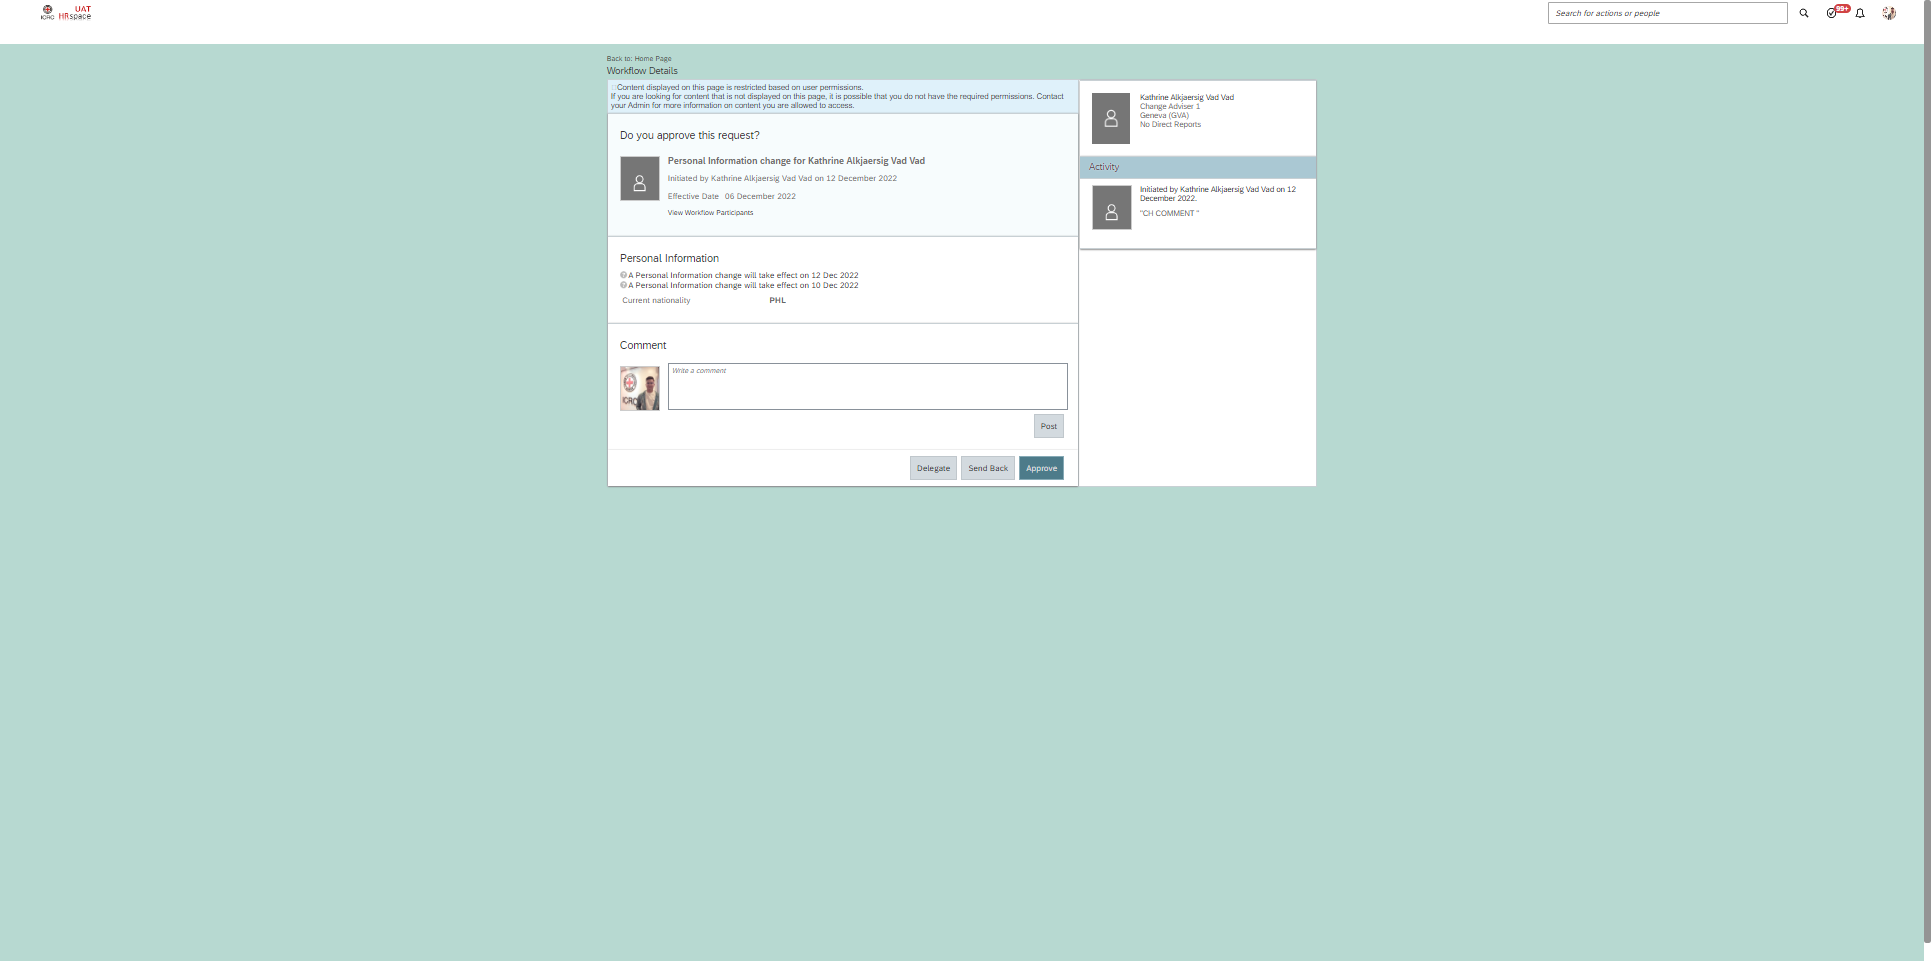 ICRC
UAT
HRspace
Search for actions or people
99+
Back to: Home Page
Workflow Details
Content displayed on this page is restricted based on user permissions.
If you are looking for content that is not displayed on this page, it is possible that you do not have the required permissions. Contact
your Admin for more information on content you are allowed to access.
Do you approve this request?
Personal Information change for Kathrine Alkjaersig Vad Vad
Initiated by Kathrine Alkjaersig Vad Vad on 12 December 2022
Effective Date 06 December 2022
View Workflow Participants
Personal Information
A Personal Information change will take effect on 12 Dec 2022
A Personal Information change will take effect on 10 Dec 2022
Current nationality PHL
Comment
ICRC
Write a comment
Post
Delegate Send Back Approve
Kathrine Alkjaersig Vad Vad
Change Adviser 1
Geneva (GVA)
No Direct Reports
Activity
Initiated by Kathrine Alkjaersig Vad Vad on 12
December 2022.
"CH COMMENT "